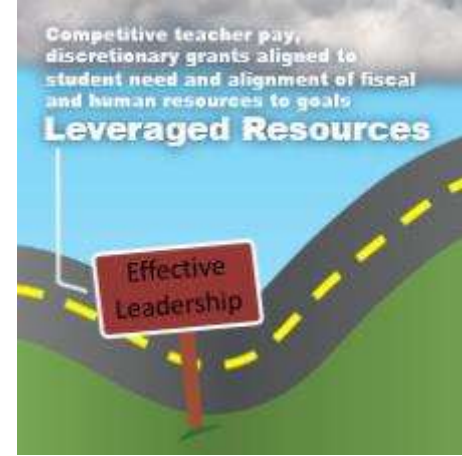 Competitive teacher pay,
discretionary grants aligned to
student need and alignment of fiscal
and human resources to goals
Leveraged Resources
Effective
Leadership